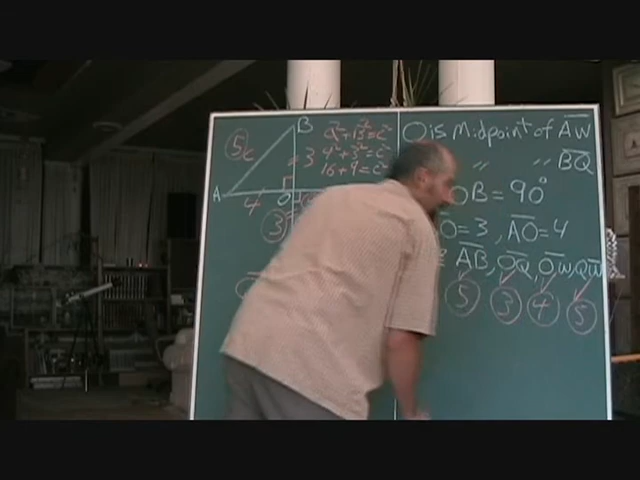 B
5 c
3
a² + b² = c²
4² + 3² = c²
16 + 9 = c²
A
4
O
3
O is Midpoint of AW
" " BQ
OB = 90°
O = 3, AO = 4
AB, OQ, OW, QW
5 3 4 5